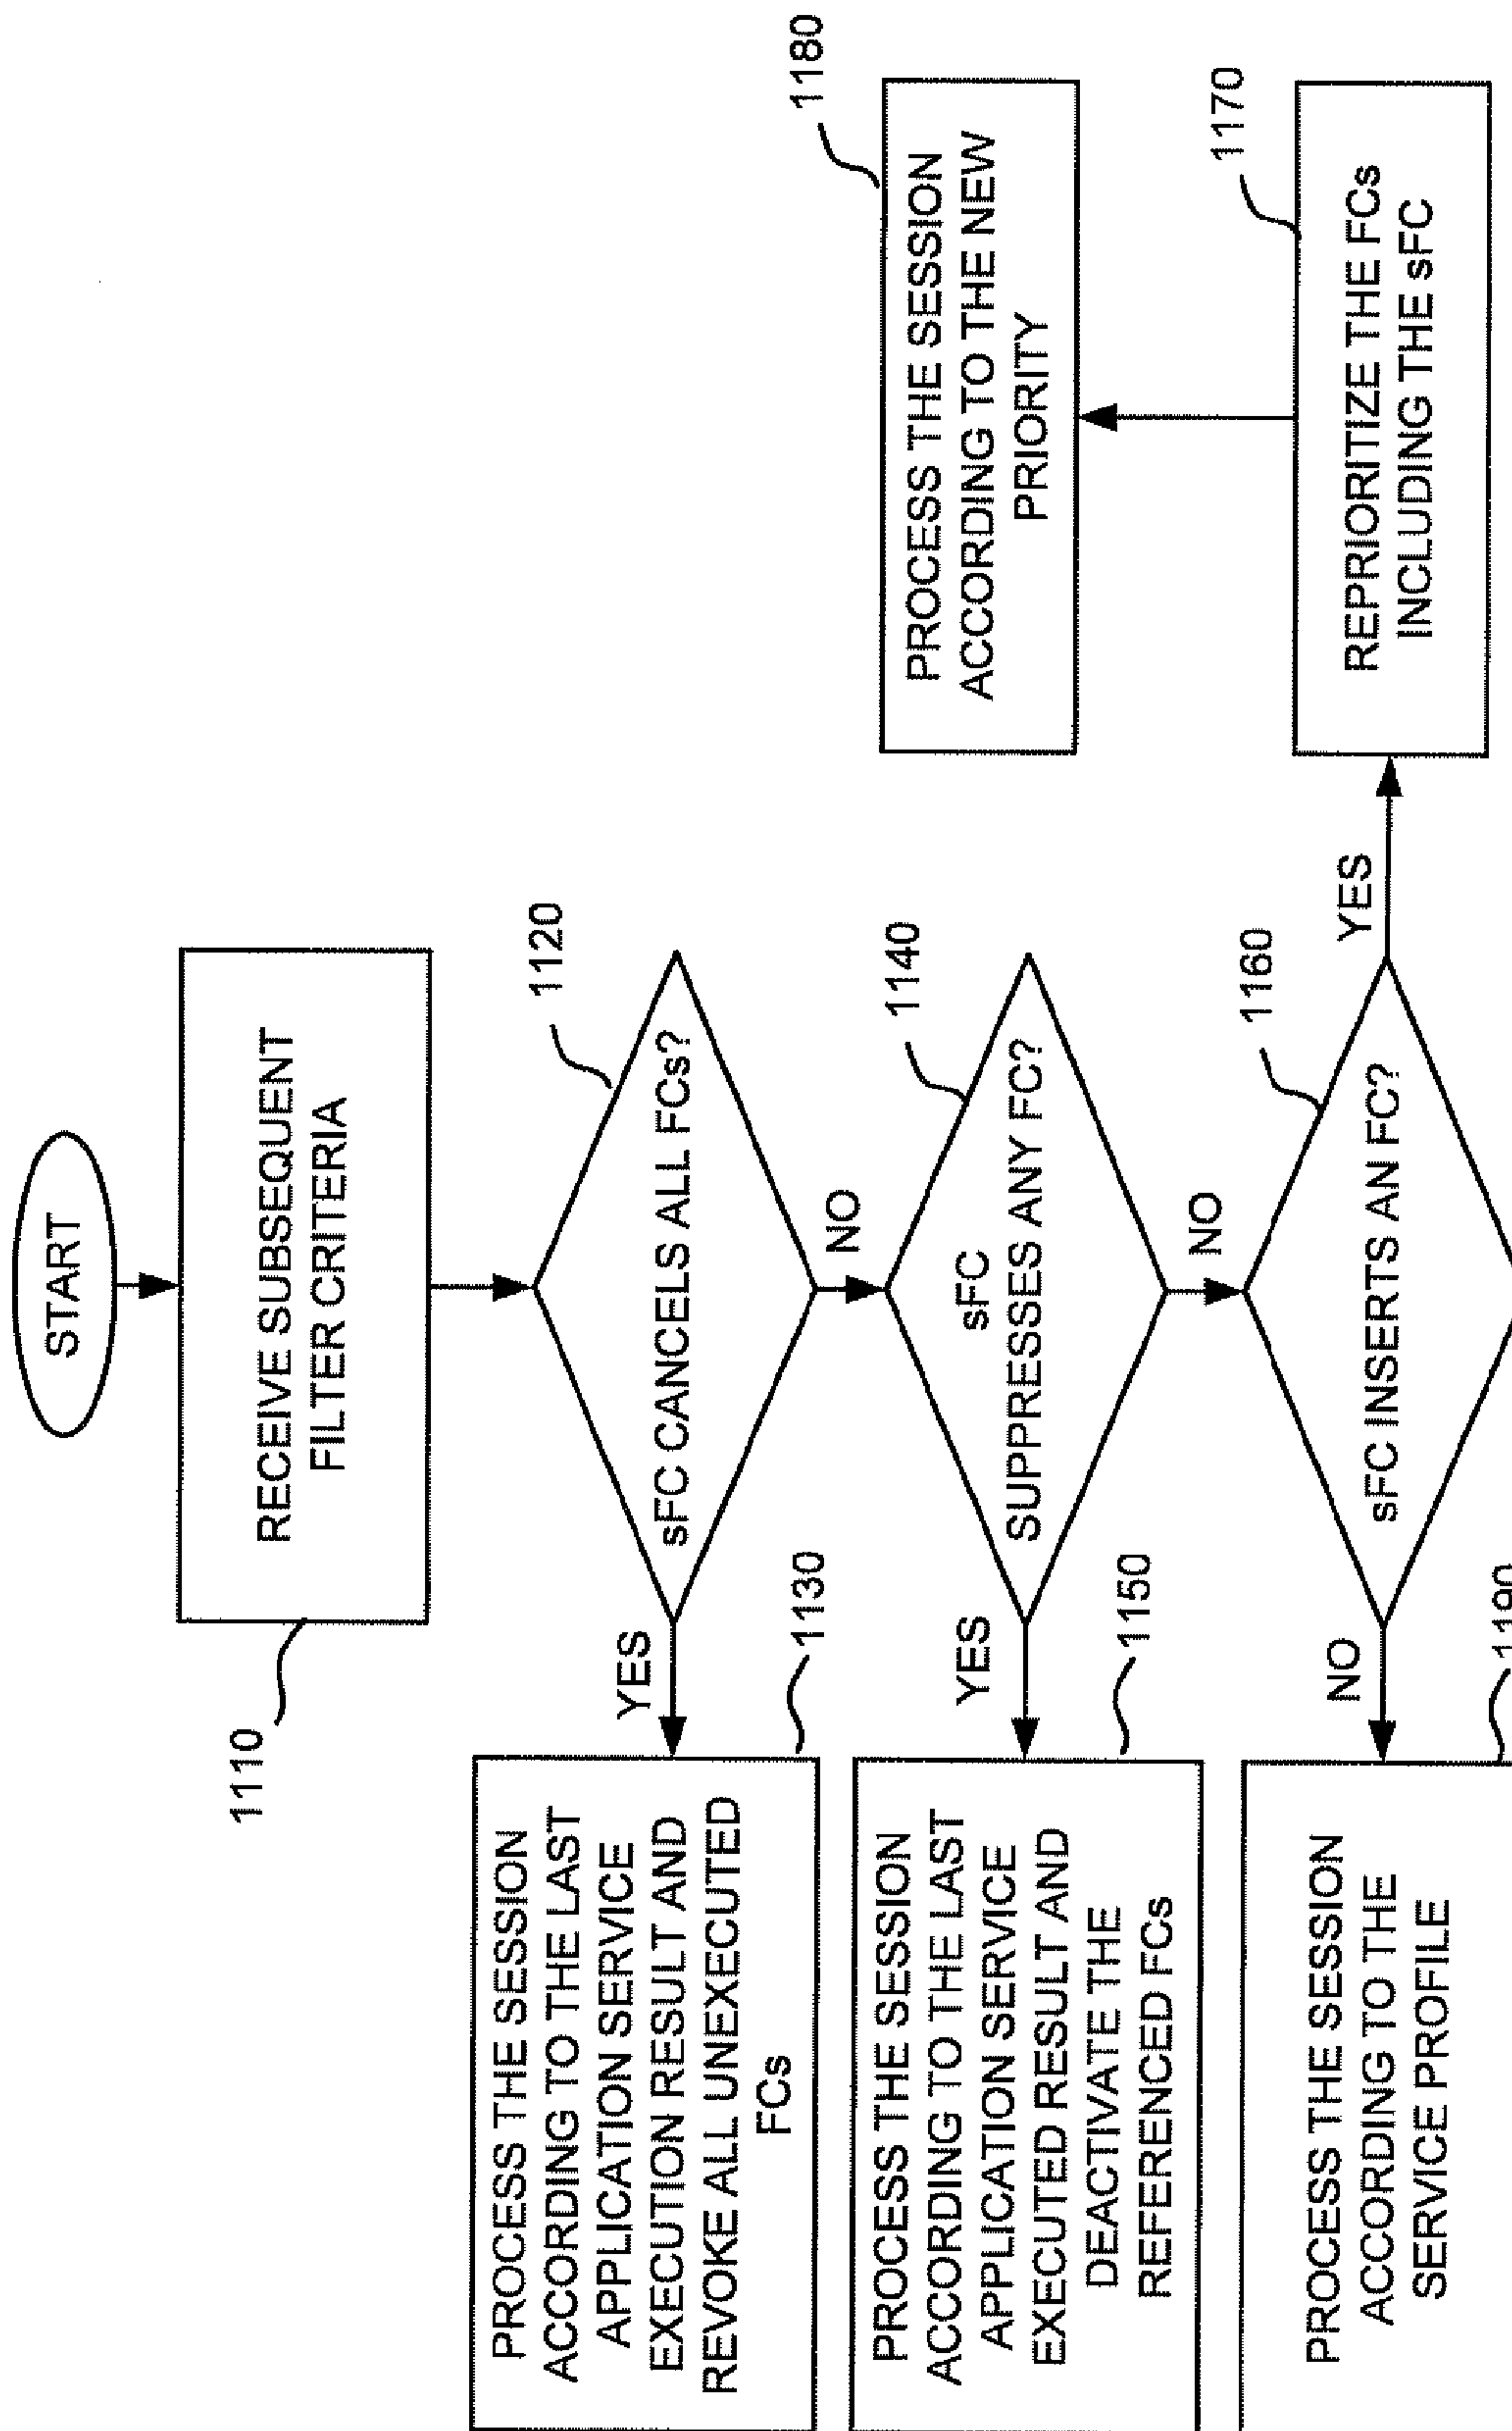 START
1110
RECEIVE SUBSEQUENT
FILTER CRITERIA
1120
sFC CANCELS ALL FCs?
YES
NO
1130
PROCESS THE SESSION
ACCORDING TO THE LAST
APPLICATION SERVICE
EXECUTION RESULT AND
REVOKE ALL UNEXECUTED
FCs
1140
sFC
SUPPRESSES ANY FC?
YES
NO
1150
PROCESS THE SESSION
ACCORDING TO THE LAST
APPLICATION SERVICE
EXECUTED RESULT AND
DEACTIVATE THE
REFERENCED FCs
1160
sFC INSERTS AN FC?
YES
NO
1170
REPRIORITIZE THE FCs
INCLUDING THE sFC
1180
PROCESS THE SESSION
ACCORDING TO THE NEW
PRIORITY
1190
PROCESS THE SESSION
ACCORDING TO THE
SERVICE PROFILE